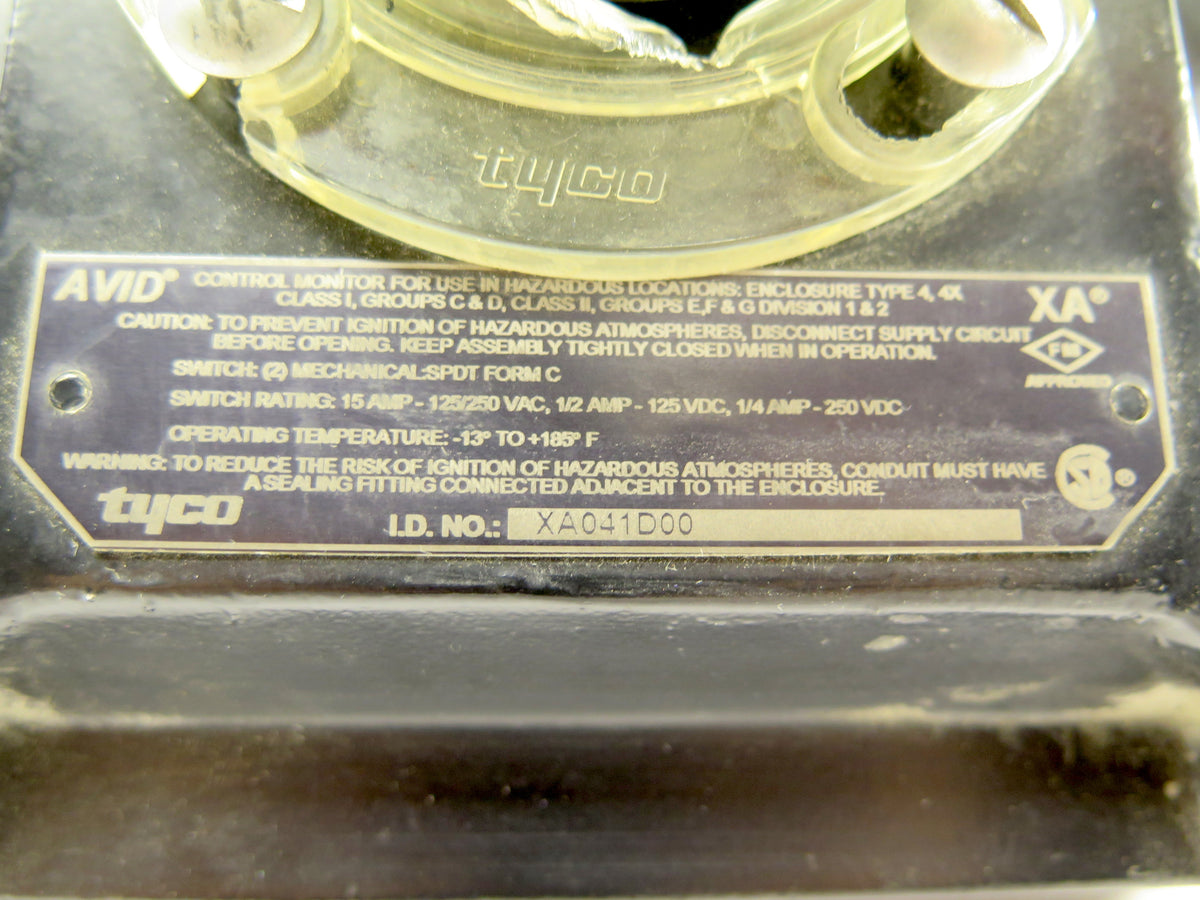 tyco
AVID® CONTROL MONITOR FOR USE IN HAZARDOUS LOCATIONS: ENCLOSURE TYPE 4, 4X
CLASS I, GROUPS C & D, CLASS II, GROUPS E,F & G DIVISION 1 & 2
XA®
CAUTION: TO PREVENT IGNITION OF HAZARDOUS ATMOSPHERES, DISCONNECT SUPPLY CIRCUIT
BEFORE OPENING. KEEP ASSEMBLY TIGHTLY CLOSED WHEN IN OPERATION.
FM
APPROVED
SWITCH: (2) MECHANICAL:SPDT FORM C
SWITCH RATING: 15 AMP - 125/250 VAC, 1/2 AMP - 125 VDC, 1/4 AMP - 250 VDC
OPERATING TEMPERATURE: -13° TO +185° F
WARNING: TO REDUCE THE RISK OF IGNITION OF HAZARDOUS ATMOSPHERES, CONDUIT MUST HAVE
A SEALING FITTING CONNECTED ADJACENT TO THE ENCLOSURE.
SA®
tyco
I.D. NO.: XA041D00